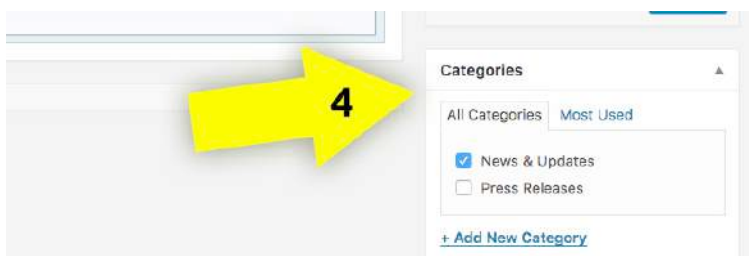 Categories
4
All Categories Most Used
News & Updates
Press Releases
+ Add New Category